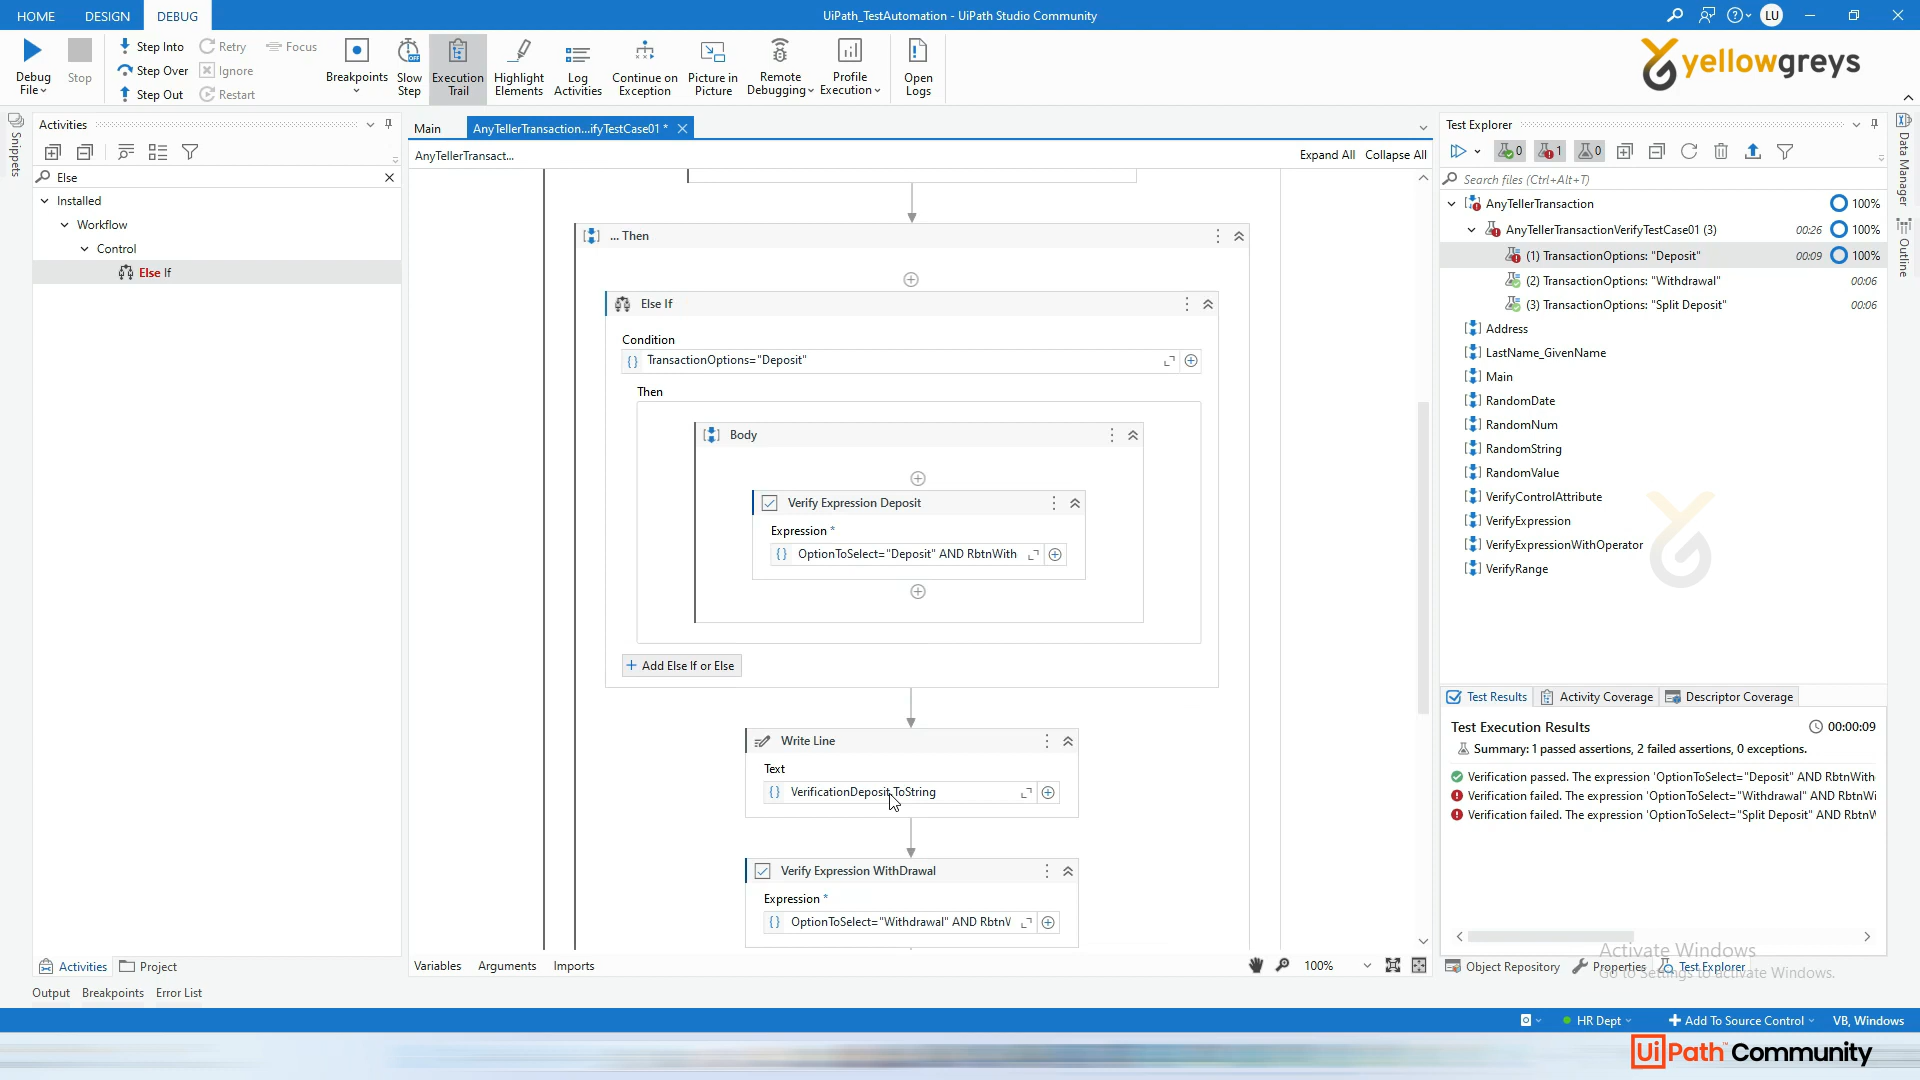 HOME DESIGN DEBUG
UiPath_TestAutomation - UiPath Studio Community
LU
Debug File
Stop
Step Into
Step Over
Step Out
Retry
Ignore
Restart
Focus
Breakpoints
Slow Step
Execution Trail
Highlight Elements
Log Activities
Continue on Exception
Picture in Picture
Remote Debugging
Profile Execution
Open Logs
yellowgreys
Snippets
Activities
Else
Installed
Workflow
Control
Else If
Main
AnyTellerTransaction...ifyTestCase01 *
AnyTellerTransact...
Expand All Collapse All
... Then
Else If
Condition
TransactionOptions="Deposit"
Then
Body
Verify Expression Deposit
Expression *
OptionToSelect="Deposit" AND RbtnWith
Add Else If or Else
Write Line
Text
VerificationDeposit.ToString
Verify Expression WithDrawal
Expression *
OptionToSelect="Withdrawal" AND RbtnV
Variables Arguments Imports
100%
Activities Project
Output Breakpoints Error List
Test Explorer
0 1 0
Search files (Ctrl+Alt+T)
AnyTellerTransaction 100%
AnyTellerTransactionVerifyTestCase01 (3) 00:26 100%
(1) TransactionOptions: "Deposit" 00:09 100%
(2) TransactionOptions: "Withdrawal" 00:06
(3) TransactionOptions: "Split Deposit" 00:06
Address
LastName_GivenName
Main
RandomDate
RandomNum
RandomString
RandomValue
VerifyControlAttribute
VerifyExpression
VerifyExpressionWithOperator
VerifyRange
Test Results Activity Coverage Descriptor Coverage
Test Execution Results 00:00:09
Summary: 1 passed assertions, 2 failed assertions, 0 exceptions.
Verification passed. The expression 'OptionToSelect="Deposit" AND RbtnWith
Verification failed. The expression 'OptionToSelect="Withdrawal" AND RbtnWi
Verification failed. The expression 'OptionToSelect="Split Deposit" AND RbtnW
Activate Windows
Go to Settings to activate Windows.
Object Repository Properties Test Explorer
Data Manager
Outline
HR Dept
Add To Source Control
VB, Windows
UiPath Community